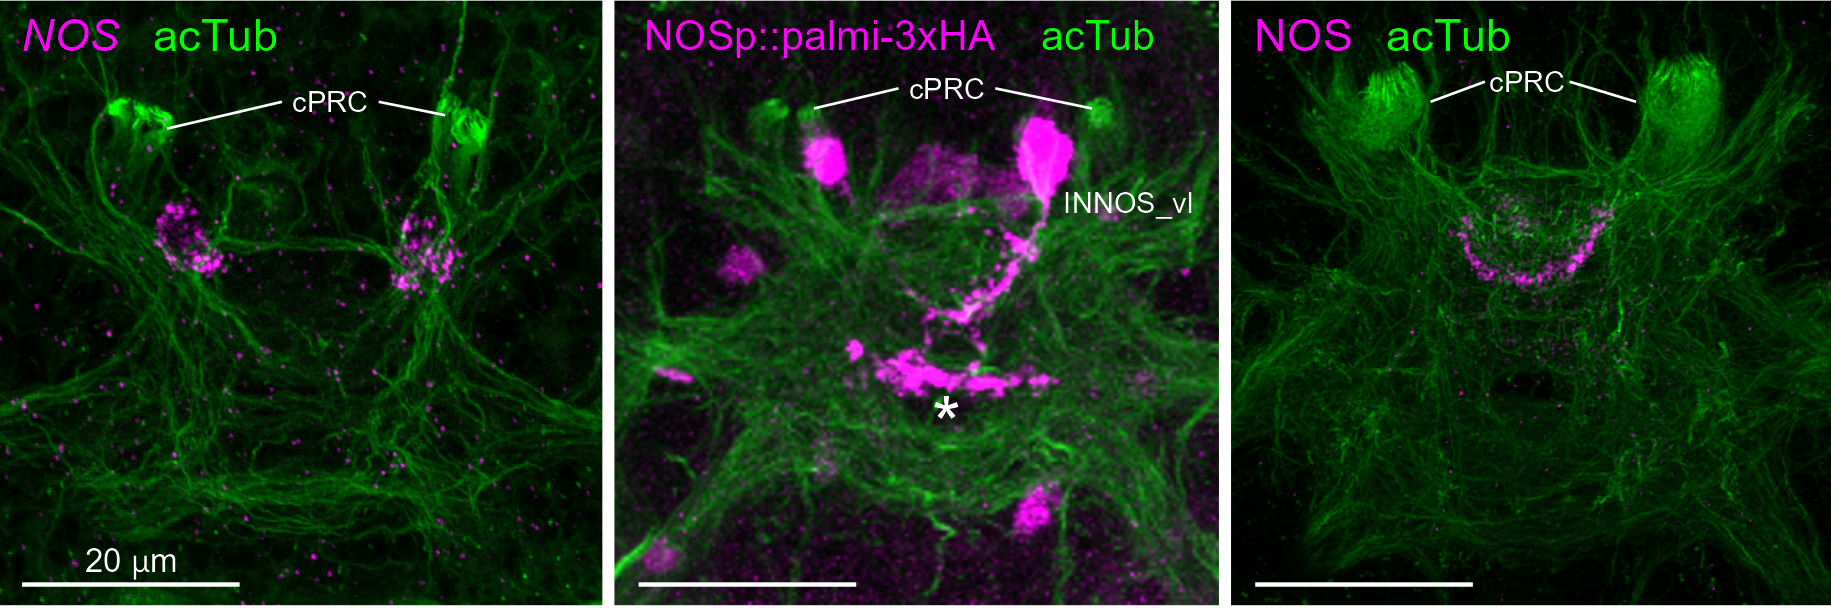 NOS acTub
cPRC
20 μm
NOSp::palmi-3xHA acTub
cPRC
INNOS_vl
*
NOS acTub
cPRC